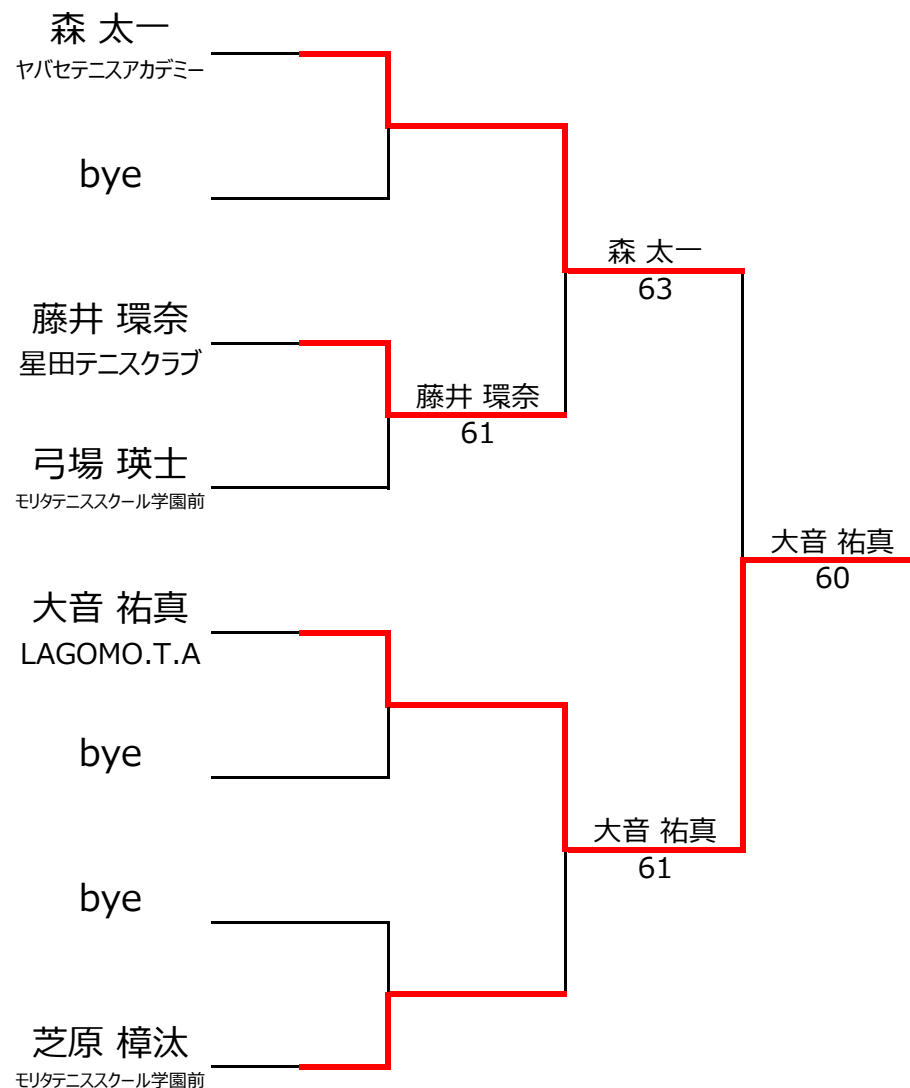 森 太一
ヤバセテニスアカデミー
bye
森 太一
63
藤井 環奈
星田テニスクラブ
藤井 環奈
61
弓場 瑛士
モリタテニススクール学園前
大音 祐真
60
大音 祐真
LAGOMO.T.A
bye
大音 祐真
61
bye
芝原 樟汰
モリタテニススクール学園前